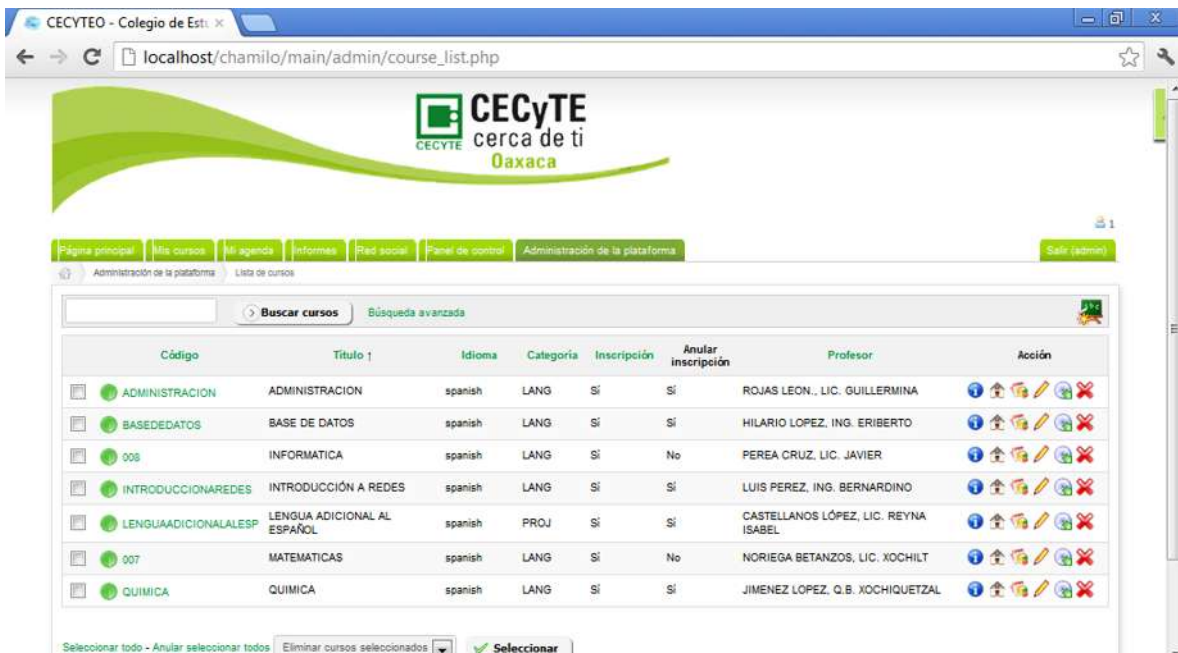 CECYTEO - Colegio de Estu
localhost/chamilo/main/admin/course_list.php
CECyTE
CECYTE cerca de ti
Oaxaca
1
Página principal Mis cursos Mi agenda Informes Red social Panel de control Administración de la plataforma Salir (admin)
Administración de la plataforma Lista de cursos
Buscar cursos Búsqueda avanzada
Código Título ↑ Idioma Categoría Inscripción Anular inscripción Profesor Acción
ADMINISTRACION ADMINISTRACION spanish LANG Sí Sí ROJAS LEON., LIC. GUILLERMINA
BASEDEDATOS BASE DE DATOS spanish LANG Sí Sí HILARIO LOPEZ, ING. ERIBERTO
008 INFORMATICA spanish LANG Sí No PEREA CRUZ, LIC. JAVIER
INTRODUCCIONAREDES INTRODUCCIÓN A REDES spanish LANG Sí Sí LUIS PEREZ, ING. BERNARDINO
LENGUAADICIONALALESP LENGUA ADICIONAL AL ESPAÑOL spanish PROJ Sí Sí CASTELLANOS LÓPEZ, LIC. REYNA ISABEL
007 MATEMATICAS spanish LANG Sí No NORIEGA BETANZOS, LIC. XOCHILT
QUIMICA QUIMICA spanish LANG Sí Sí JIMENEZ LOPEZ, Q.B. XOCHIQUETZAL
Seleccionar todo - Anular seleccionar todos Eliminar cursos seleccionados Seleccionar